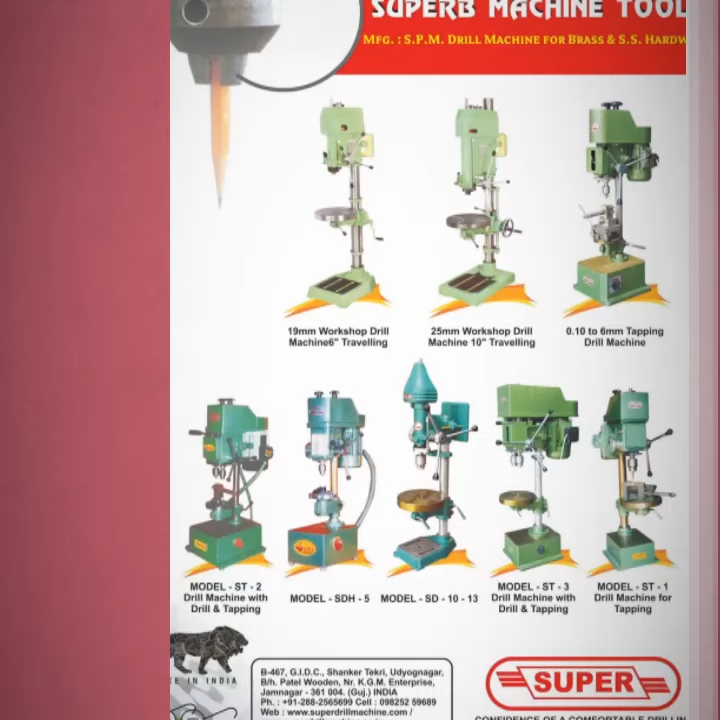 SUPERB MACHINE TOOL
MFG. : S.P.M. DRILL MACHINE FOR BRASS & S.S. HARDW
19mm Workshop Drill
Machine6" Travelling
25mm Workshop Drill
Machine 10" Travelling
0.10 to 6mm Tapping
Drill Machine
MODEL - ST - 2
Drill Machine with
Drill & Tapping
MODEL - SDH - 5
MODEL - SD - 10 - 13
MODEL - ST - 3
Drill Machine with
Drill & Tapping
MODEL - ST - 1
Drill Machine for
Tapping
E IN INDIA
B-467, G.I.D.C., Shanker Tekri, Udyognagar,
B/h. Patel Wooden, Nr. K.G.M. Enterprise,
Jamnagar - 361 004. (Guj.) INDIA
Ph. : +91-288-2565699 Cell : 098252 59689
Web : www.superdrillmachine.com /
SUPER
CONFIDENCE OF A COMFORTABLE DRILLIN